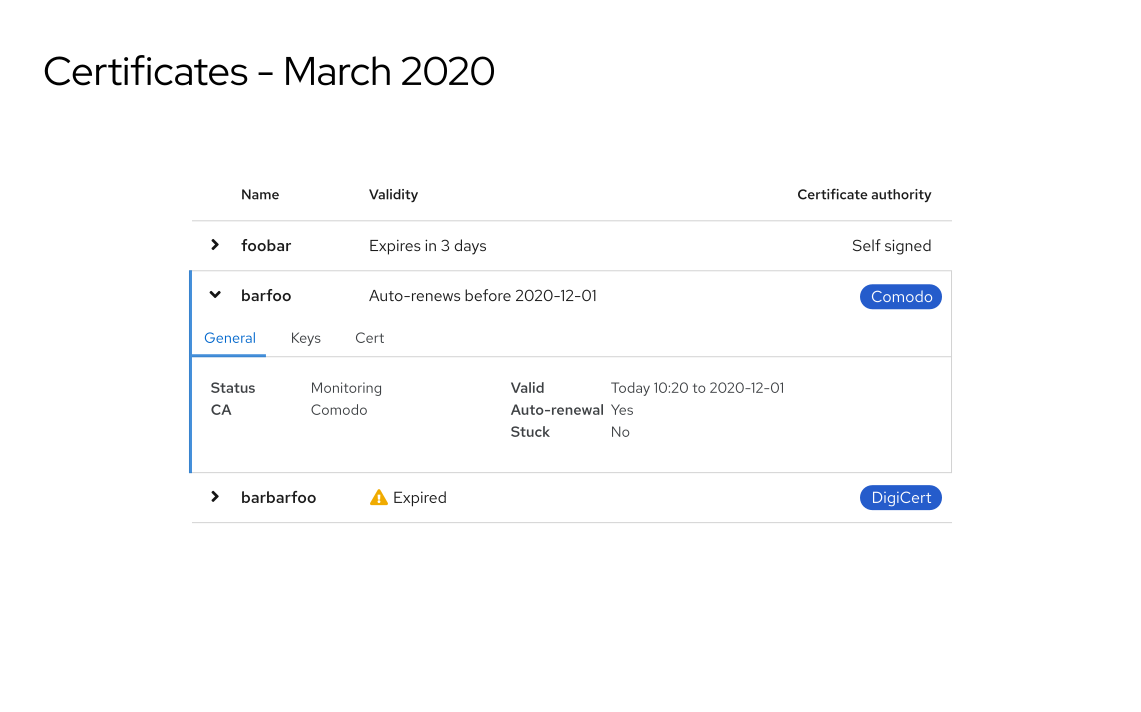 Certificates - March 2020
Name Validity Certificate authority
foobar Expires in 3 days Self signed
barfoo Auto-renews before 2020-12-01 Comodo
General Keys Cert
Status Monitoring Valid Today 10:20 to 2020-12-01
CA Comodo Auto-renewal Yes
Stuck No
barbarfoo Expired DigiCert